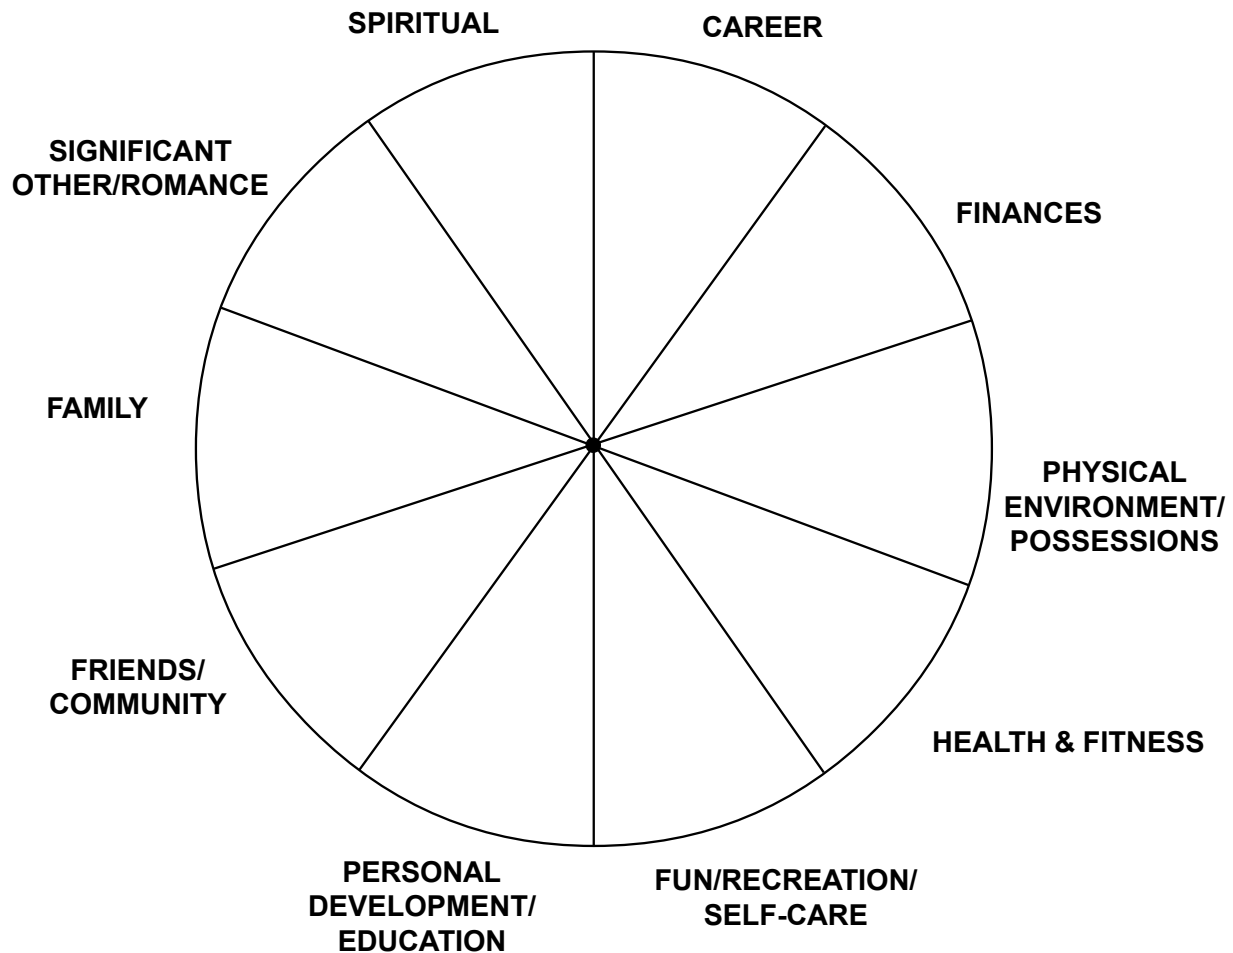 SPIRITUAL
CAREER
SIGNIFICANT
OTHER/ROMANCE
FINANCES
FAMILY
PHYSICAL
ENVIRONMENT/
POSSESSIONS
FRIENDS/
COMMUNITY
HEALTH & FITNESS
PERSONAL
DEVELOPMENT/
EDUCATION
FUN/RECREATION/
SELF-CARE